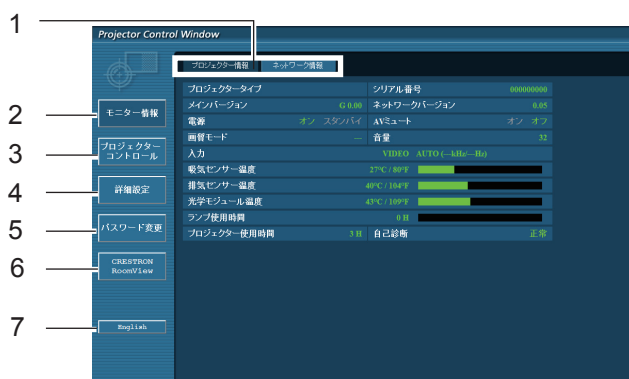 1
Projector Control Window
プロジェクター情報 ネットワーク情報
プロジェクタータイプ シリアル番号 000000000
メインバージョン G 0.00 ネットワークバージョン 0.05
2 モニター情報
電源 オン スタンバイ AVミュート オン オフ
画質モード --- 音量 32
3 プロジェクター
コントロール
入力 VIDEO AUTO (---kHz/---Hz)
吸気センサー温度 27°C / 80°F
4 詳細設定
排気センサー温度 40°C / 104°F
光学モジュール温度 43°C / 109°F
ランプ使用時間 0 H
5 パスワード変更
プロジェクター使用時間 3 H 自己診断 正常
6 CRESTRON
RoomView
7 English